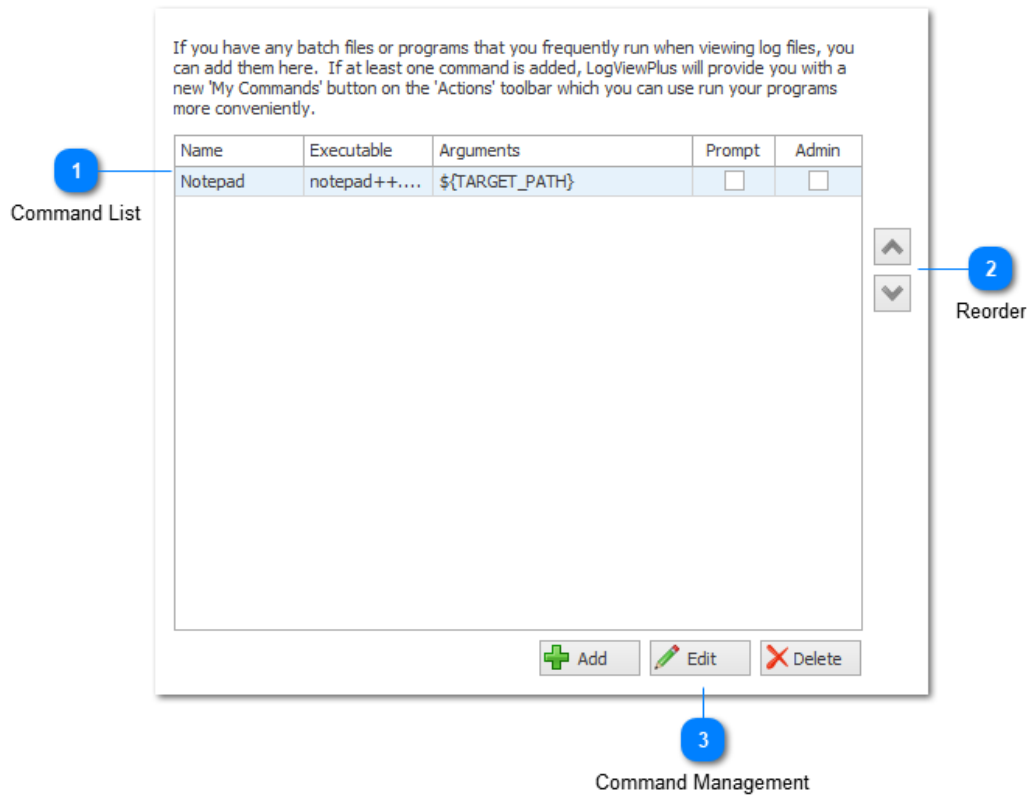 If you have any batch files or programs that you frequently run when viewing log files, you
can add them here.  If at least one command is added, LogViewPlus will provide you with a
new 'My Commands' button on the 'Actions' toolbar which you can use run your programs
more conveniently.
Name Executable Arguments Prompt Admin
Notepad notepad++.... ${TARGET_PATH}
1
Command List
2
Reorder
Add Edit Delete
3
Command Management